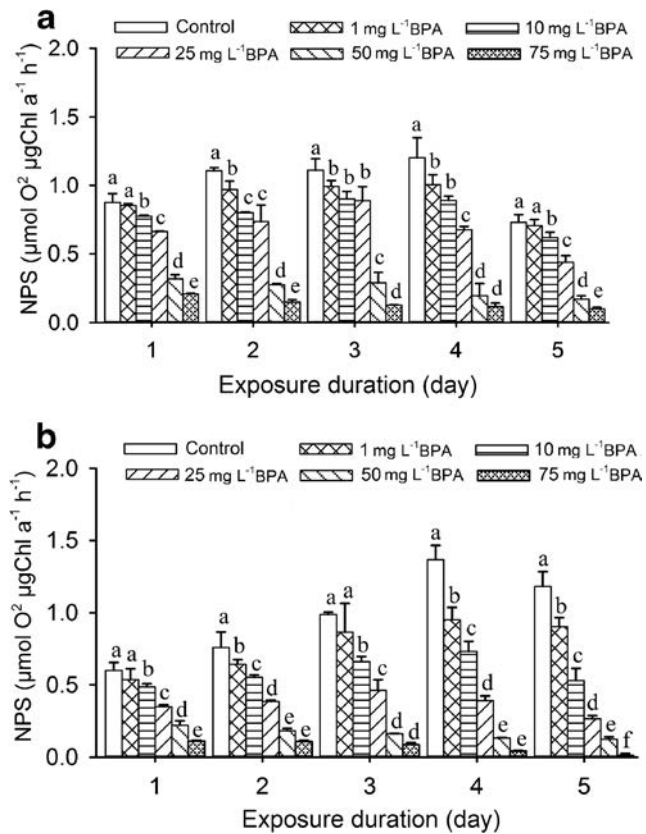 a
Control 1 mg L⁻¹BPA 10 mg L⁻¹BPA
25 mg L⁻¹BPA 50 mg L⁻¹BPA 75 mg L⁻¹BPA
NPS (μmol O² μgChl a⁻¹ h⁻¹)
2.0
1.5
1.0
0.5
0.0
a a b c d e
a b c c d e
a b b b c d
a b b c d d
a a b c d e
1 2 3 4 5
Exposure duration (day)
b
Control 1 mg L⁻¹BPA 10 mg L⁻¹BPA
25 mg L⁻¹BPA 50 mg L⁻¹BPA 75 mg L⁻¹BPA
NPS (μmol O² μgChl a⁻¹ h⁻¹)
2.0
1.5
1.0
0.5
0.0
a a b c d e
a b c d e e
a a b c d d
a b c d e e
a b c d e f
1 2 3 4 5
Exposure duration (day)